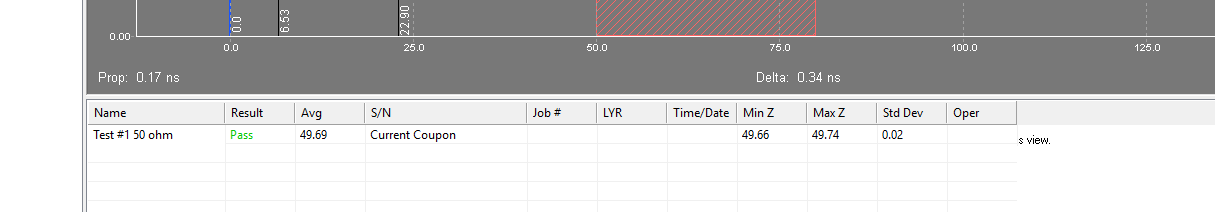 0.0
6.53
22.90
0.00
0.0 25.0 50.0 75.0 100.0 125.0
Prop: 0.17 ns Delta: 0.34 ns
Name Result Avg S/N Job # LYR Time/Date Min Z Max Z Std Dev Oper
Test #1 50 ohm Pass 49.69 Current Coupon 49.66 49.74 0.02
s view.